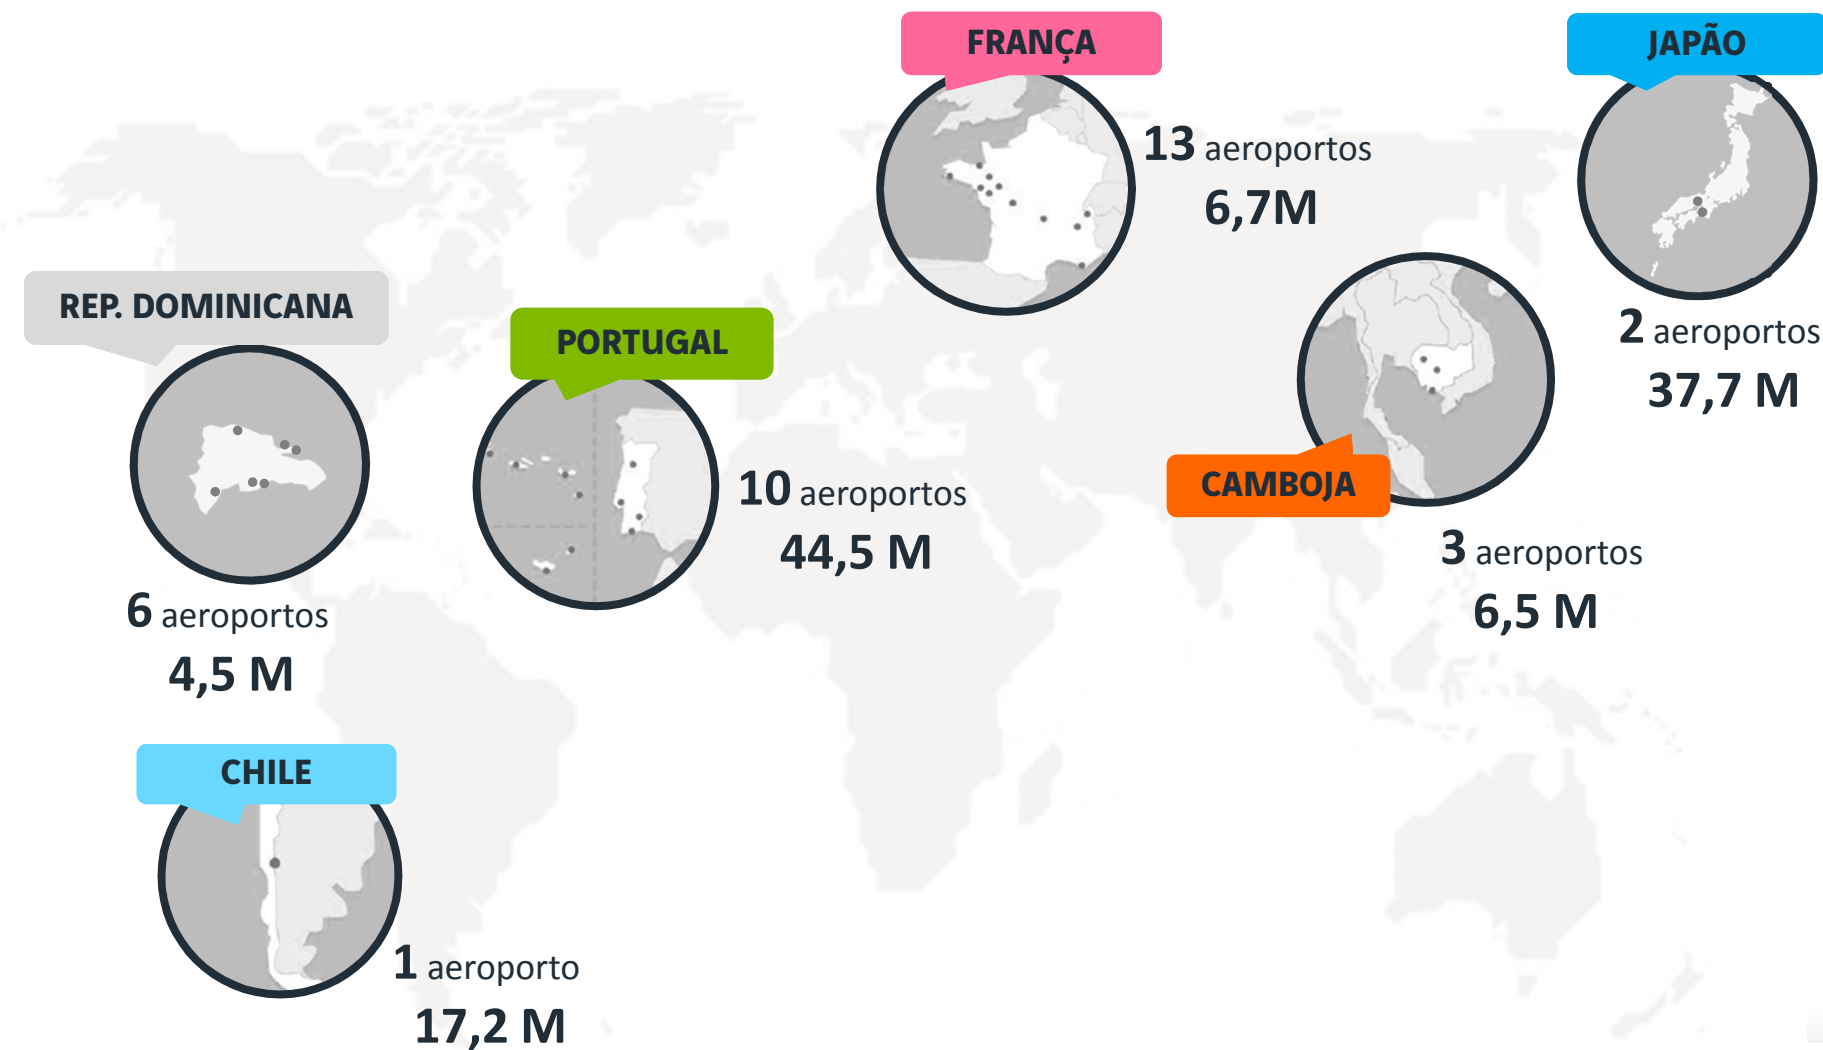 FRANÇA
13 aeroportos
6,7M
JAPÃO
2 aeroportos
37,7 M
REP. DOMINICANA
6 aeroportos
4,5 M
PORTUGAL
10 aeroportos
44,5 M
CAMBOJA
3 aeroportos
6,5 M
CHILE
1 aeroporto
17,2 M